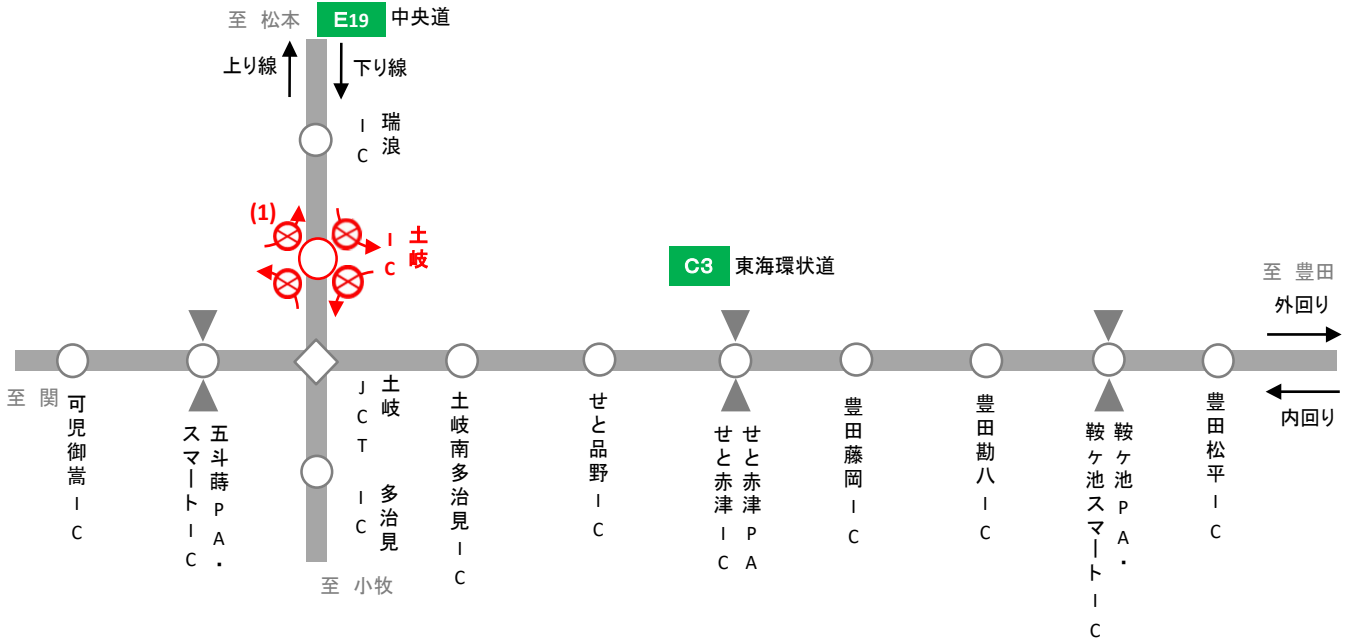 至 松本
E19 中央道
上り線
下り線
瑞浪
IC
(1)
土岐
IC
C3 東海環状道
至 豊田
外回り
内回り
至 関
可児御嵩IC
五斗蒔PA・
スマートIC
土岐
JCT
多治見
IC
至 小牧
土岐南多治見IC
せと品野IC
せと赤津PA
せと赤津IC
豊田藤岡IC
豊田勘八IC
鞍ヶ池PA・
鞍ヶ池スマートIC
豊田松平IC